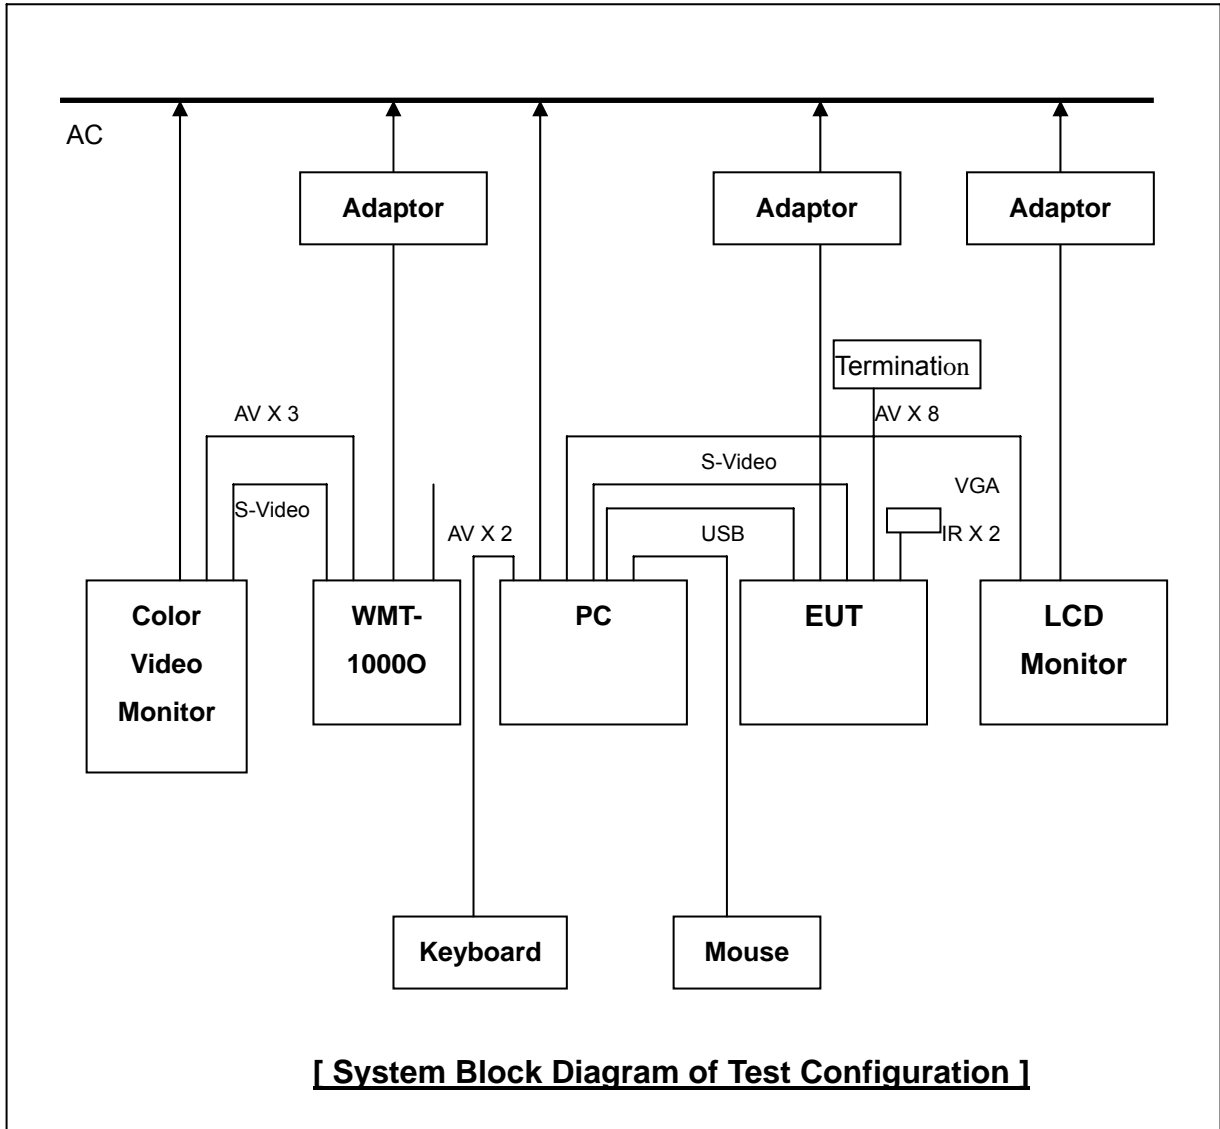 AC
Adaptor
Adaptor
Adaptor
Termination
AV X 3
AV X 8
S-Video
VGA
S-Video
AV X 2
USB
IR X 2
Color
Video
Monitor
WMT-
1000O
PC
EUT
LCD
Monitor
Keyboard
Mouse
[ System Block Diagram of Test Configuration ]